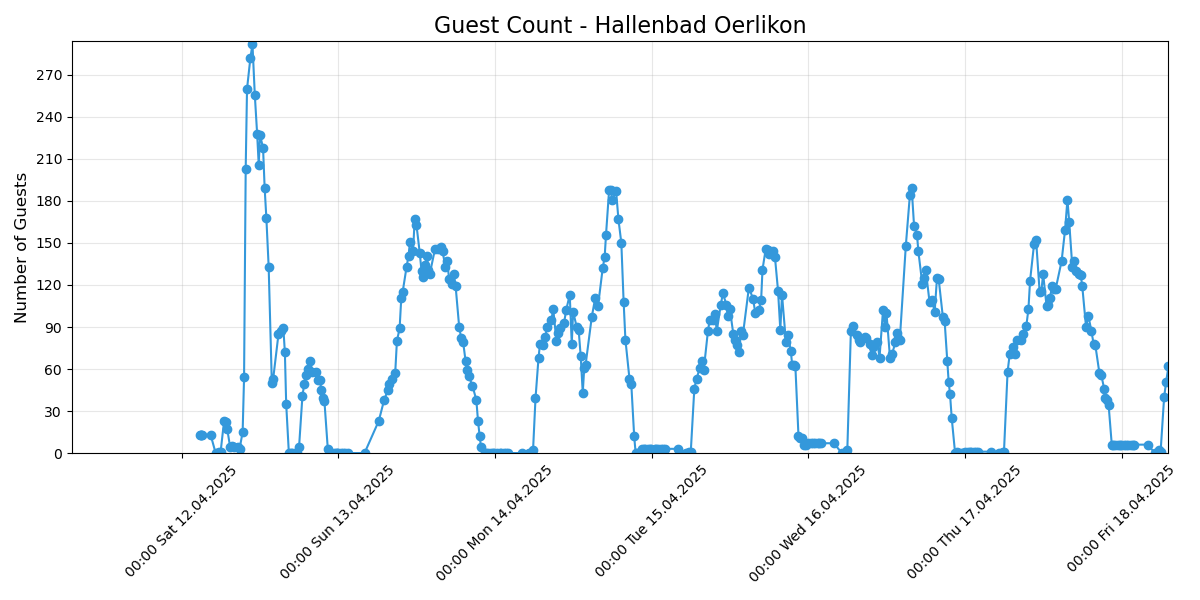 Guest Count - Hallenbad Oerlikon
Number of Guests
270
240
210
180
150
120
90
60
30
0
00:00 Sat 12.04.2025
00:00 Sun 13.04.2025
00:00 Mon 14.04.2025
00:00 Tue 15.04.2025
00:00 Wed 16.04.2025
00:00 Thu 17.04.2025
00:00 Fri 18.04.2025